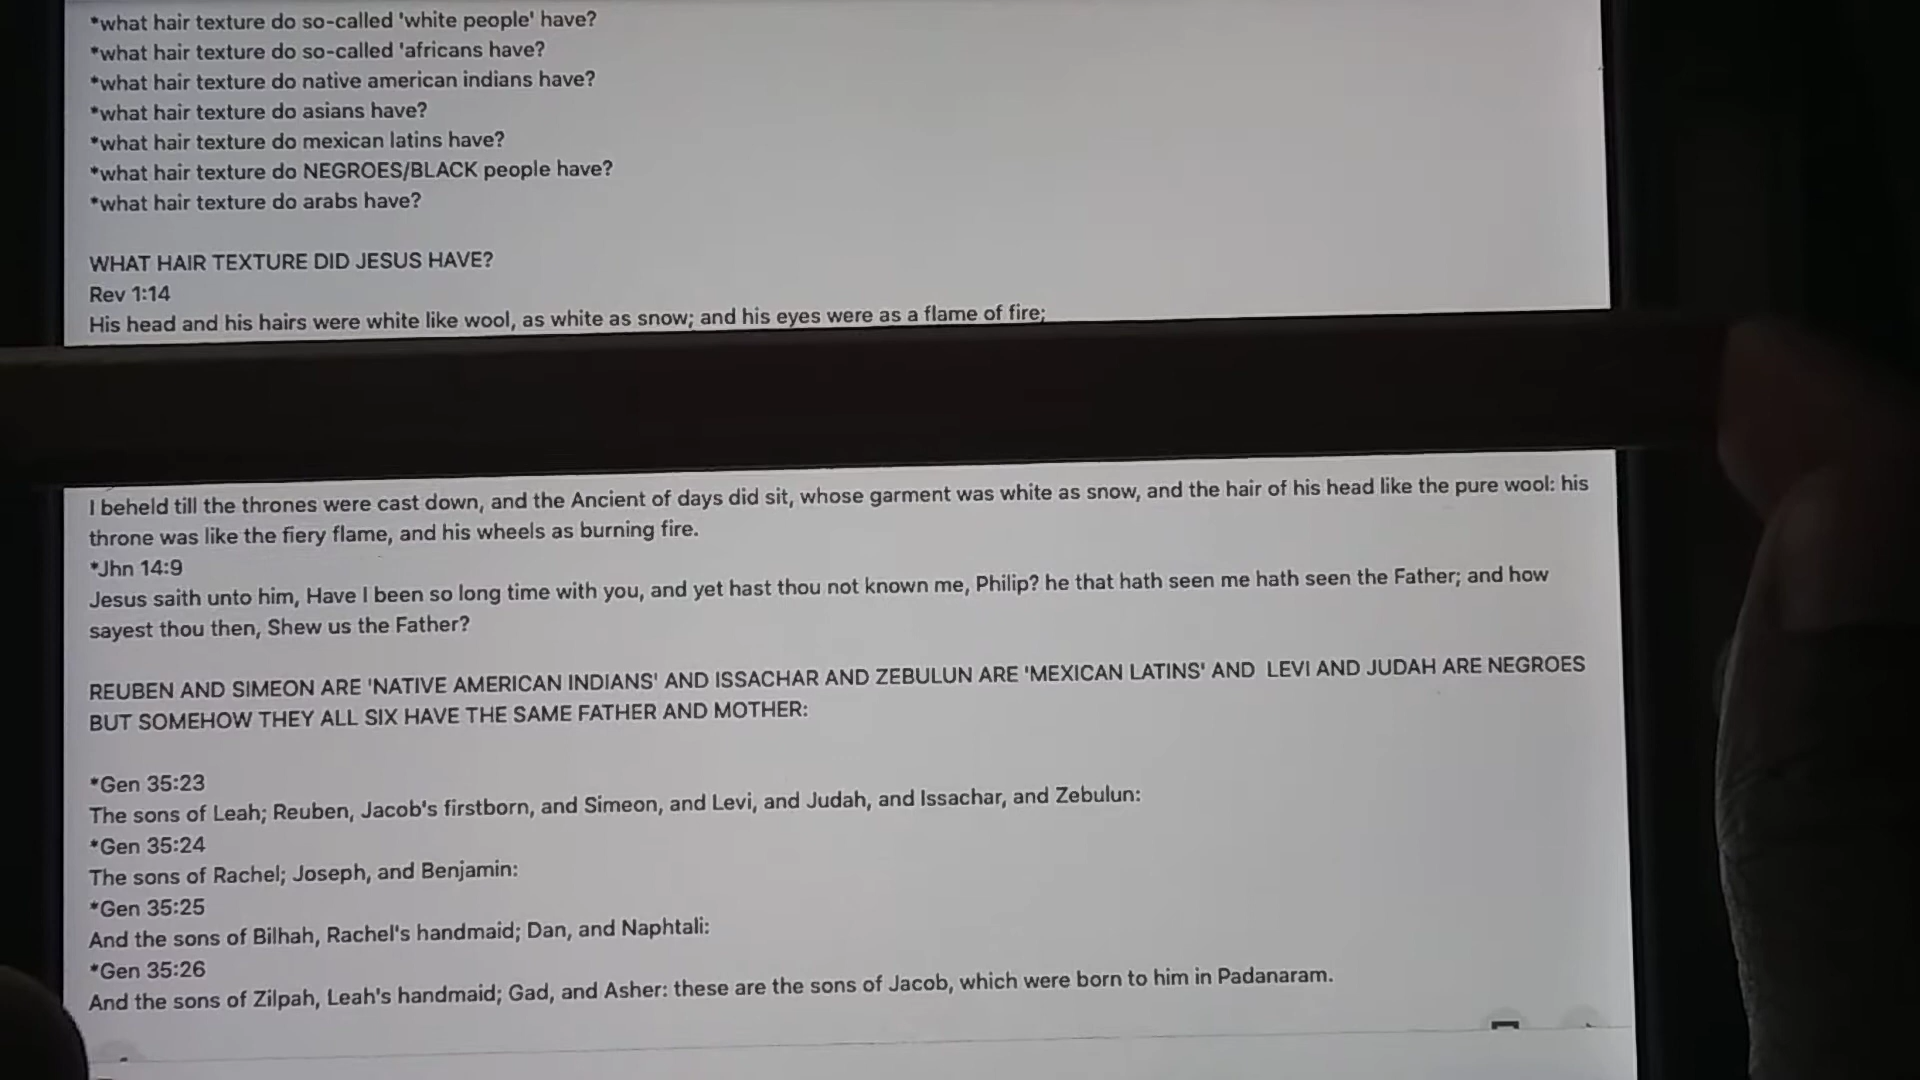 *what hair texture do so-called 'white people' have?
*what hair texture do so-called 'africans have?
*what hair texture do native american indians have?
*what hair texture do asians have?
*what hair texture do mexican latins have?
*what hair texture do NEGROES/BLACK people have?
*what hair texture do arabs have?
WHAT HAIR TEXTURE DID JESUS HAVE?
Rev 1:14
His head and his hairs were white like wool, as white as snow; and his eyes were as a flame of fire;
I beheld till the thrones were cast down, and the Ancient of days did sit, whose garment was white as snow, and the hair of his head like the pure wool: his
throne was like the fiery flame, and his wheels as burning fire.
*Jhn 14:9
Jesus saith unto him, Have I been so long time with you, and yet hast thou not known me, Philip? he that hath seen me hath seen the Father; and how
sayest thou then, Shew us the Father?
REUBEN AND SIMEON ARE 'NATIVE AMERICAN INDIANS' AND ISSACHAR AND ZEBULUN ARE 'MEXICAN LATINS' AND  LEVI AND JUDAH ARE NEGROES
BUT SOMEHOW THEY ALL SIX HAVE THE SAME FATHER AND MOTHER:
*Gen 35:23
The sons of Leah; Reuben, Jacob's firstborn, and Simeon, and Levi, and Judah, and Issachar, and Zebulun:
*Gen 35:24
The sons of Rachel; Joseph, and Benjamin:
*Gen 35:25
And the sons of Bilhah, Rachel's handmaid; Dan, and Naphtali:
*Gen 35:26
And the sons of Zilpah, Leah's handmaid; Gad, and Asher: these are the sons of Jacob, which were born to him in Padanaram.